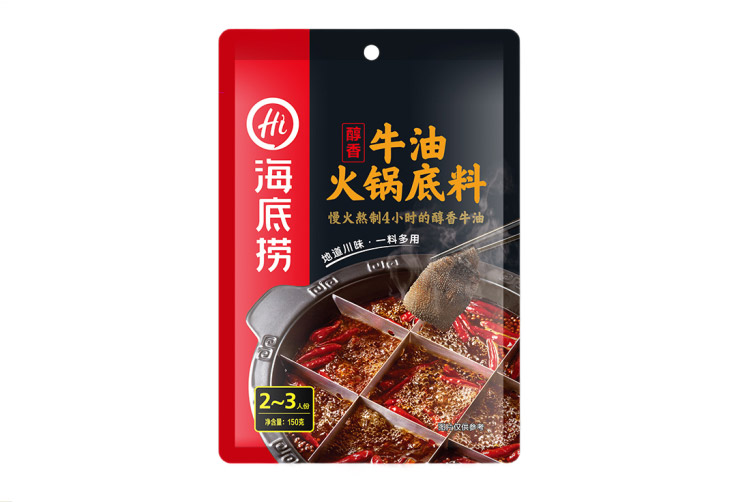 Hi
海底捞
醇香
牛油
火锅底料
慢火熬制4小时的醇香牛油
地道川味·一料多用
2~3人份
净含量：150克
图片仅供参考